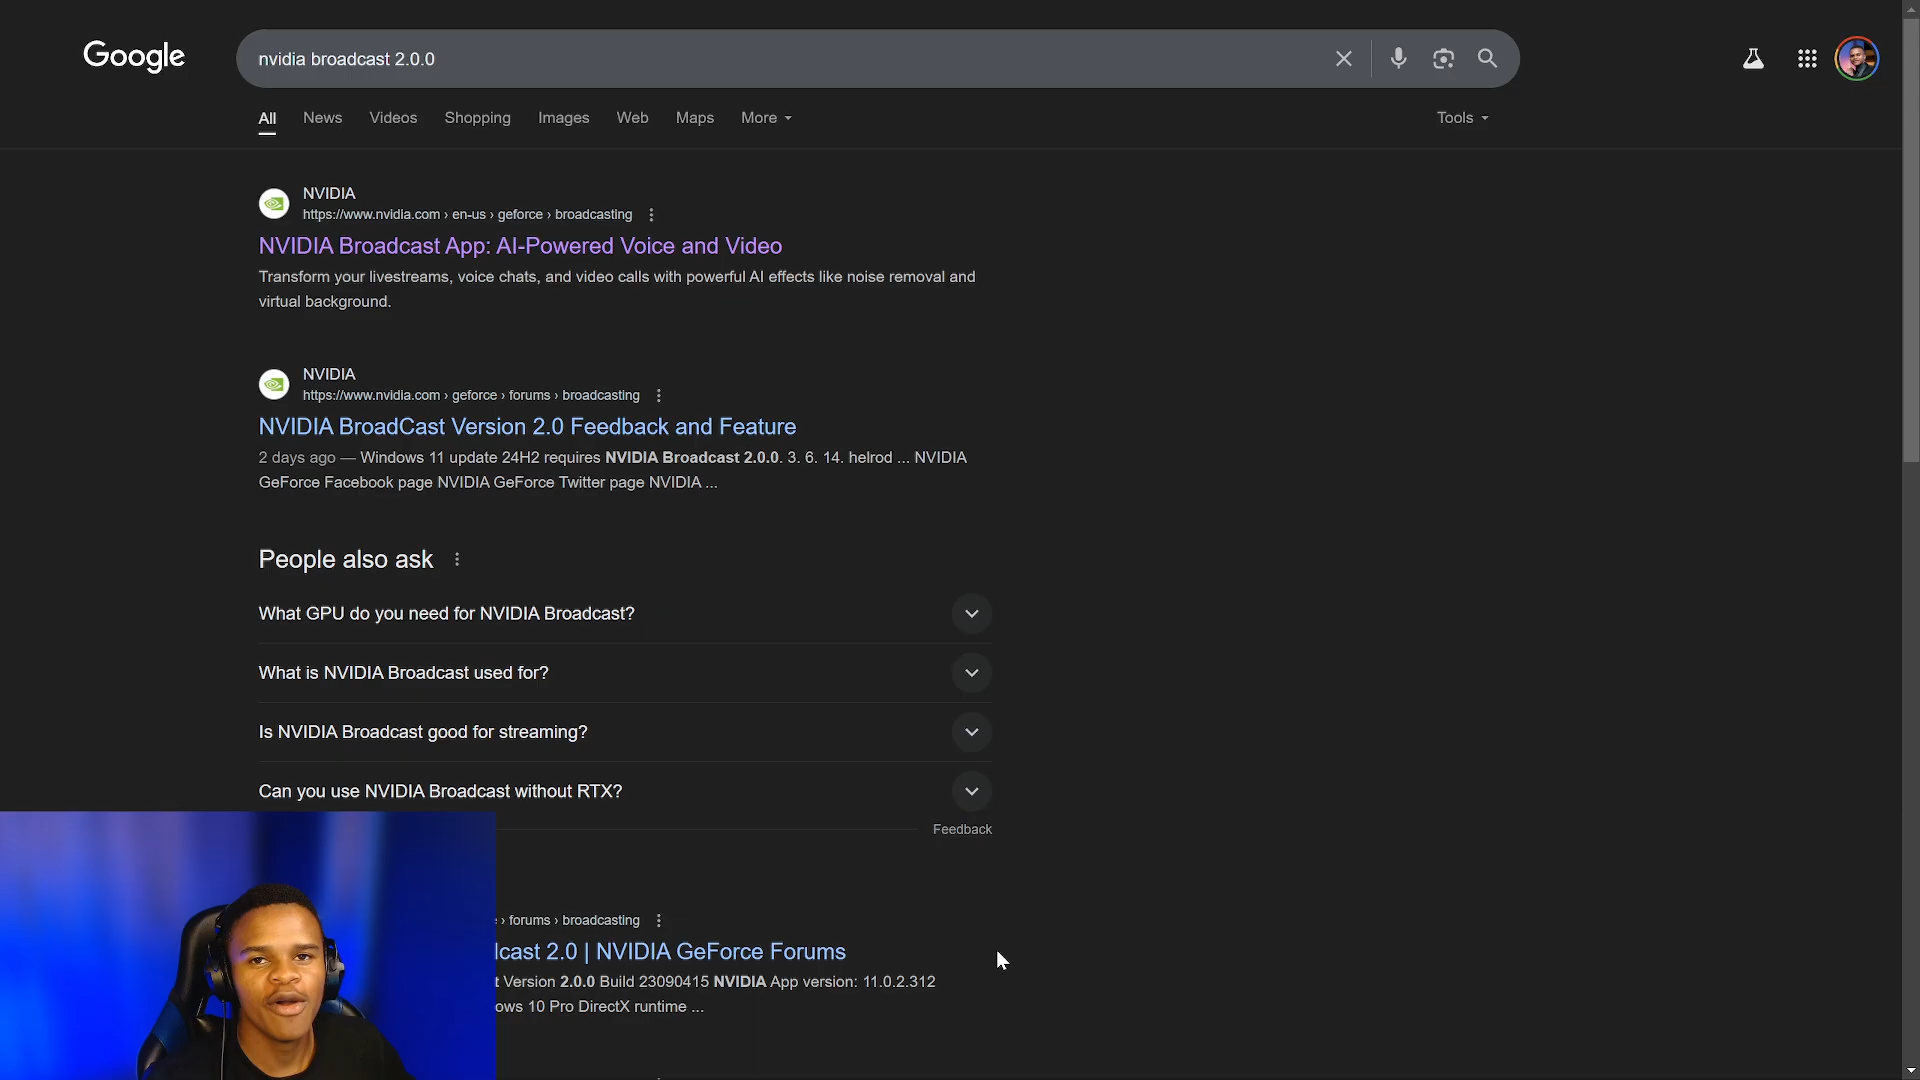 Google
nvidia broadcast 2.0.0
All News Videos Shopping Images Web Maps More Tools
NVIDIA
https://www.nvidia.com › en-us › geforce › broadcasting
NVIDIA Broadcast App: AI-Powered Voice and Video
Transform your livestreams, voice chats, and video calls with powerful AI effects like noise removal and
virtual background.
NVIDIA
https://www.nvidia.com › geforce › forums › broadcasting
NVIDIA BroadCast Version 2.0 Feedback and Feature
2 days ago — Windows 11 update 24H2 requires NVIDIA Broadcast 2.0.0. 3. 6. 14. helrod ... NVIDIA
GeForce Facebook page NVIDIA GeForce Twitter page NVIDIA ...
People also ask
What GPU do you need for NVIDIA Broadcast?
What is NVIDIA Broadcast used for?
Is NVIDIA Broadcast good for streaming?
Can you use NVIDIA Broadcast without RTX?
Feedback
› forums › broadcasting
cast 2.0 | NVIDIA GeForce Forums
t Version 2.0.0 Build 23090415 NVIDIA App version: 11.0.2.312
ows 10 Pro DirectX runtime ...